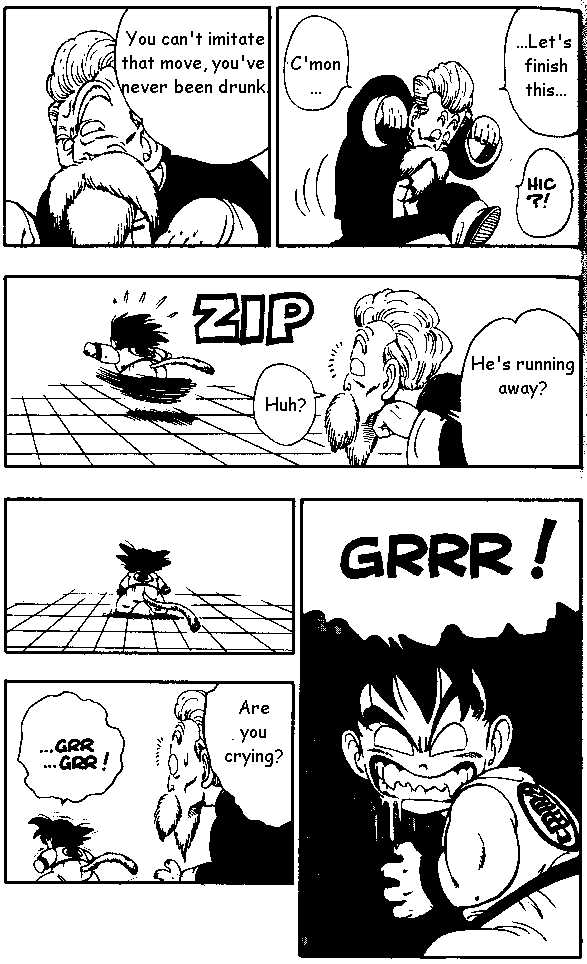 ...Let's
finish
this...
HIC
?!
C'mon
...
You can't imitate
that move, you've
never been drunk.
He's running
away?
Huh?
ZIP
GRRR!
Are
you
crying?
...GRR
...GRR!